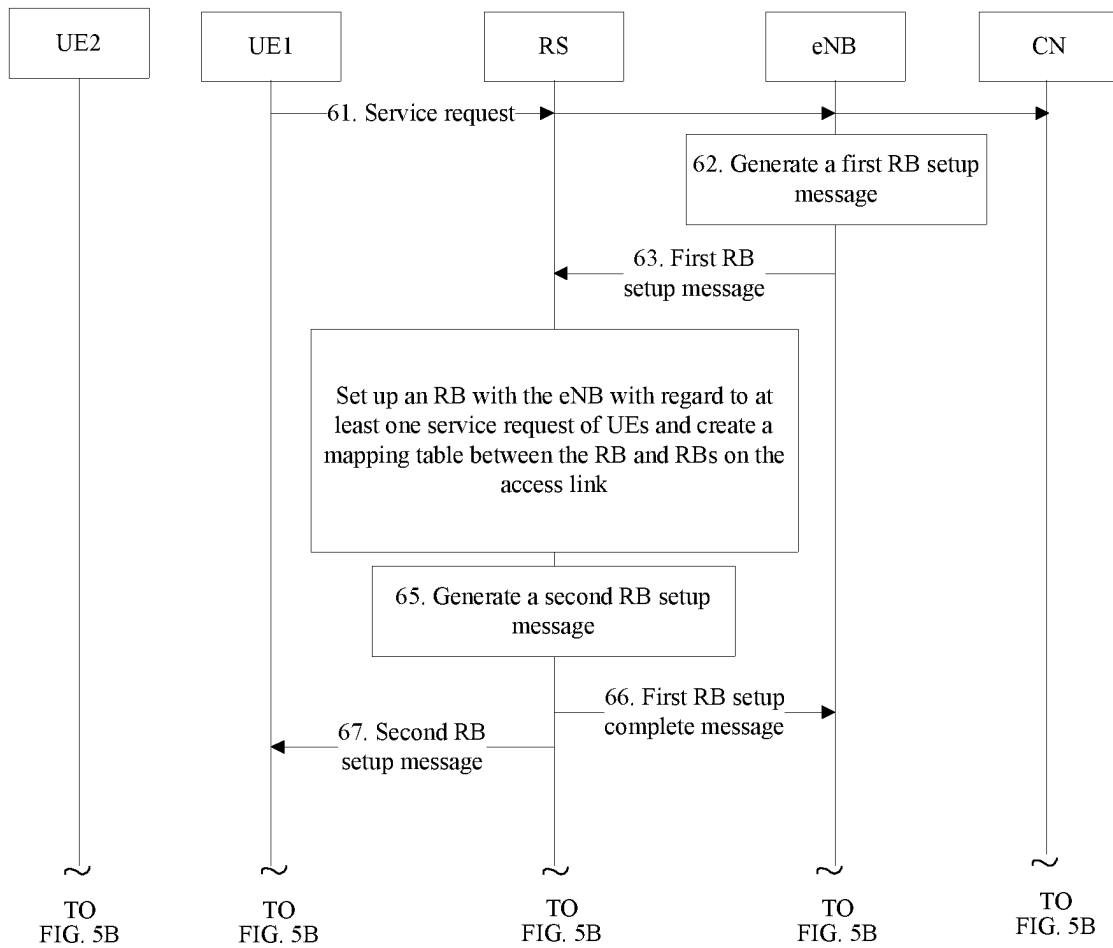 UE2
UE1
RS
eNB
CN
61. Service request
62. Generate a first RB setup
message
63. First RB
setup message
Set up an RB with the eNB with regard to at
least one service request of UEs and create a
mapping table between the RB and RBs on the
access link
65. Generate a second RB setup
message
66. First RB setup
complete message
67. Second RB
setup message
TO
FIG. 5B
TO
FIG. 5B
TO
FIG. 5B
TO
FIG. 5B
TO
FIG. 5B